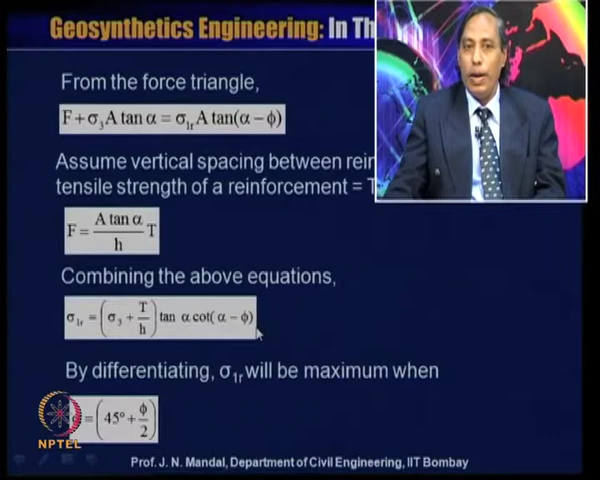 Geosynthetics Engineering: In Th
From the force triangle,
F + σ₃ A tan α = σ₁ᵣ A tan(α − ϕ)
Assume vertical spacing between rei
tensile strength of a reinforcement = T
F = (A tan α / h) T
Combining the above equations,
σ₁ᵣ = (σ₃ + T/h) tan α cot(α − ϕ)
By differentiating, σ₁ᵣ will be maximum when
= (45° + ϕ/2)
NPTEL
Prof. J. N. Mandal, Department of Civil Engineering, IIT Bombay